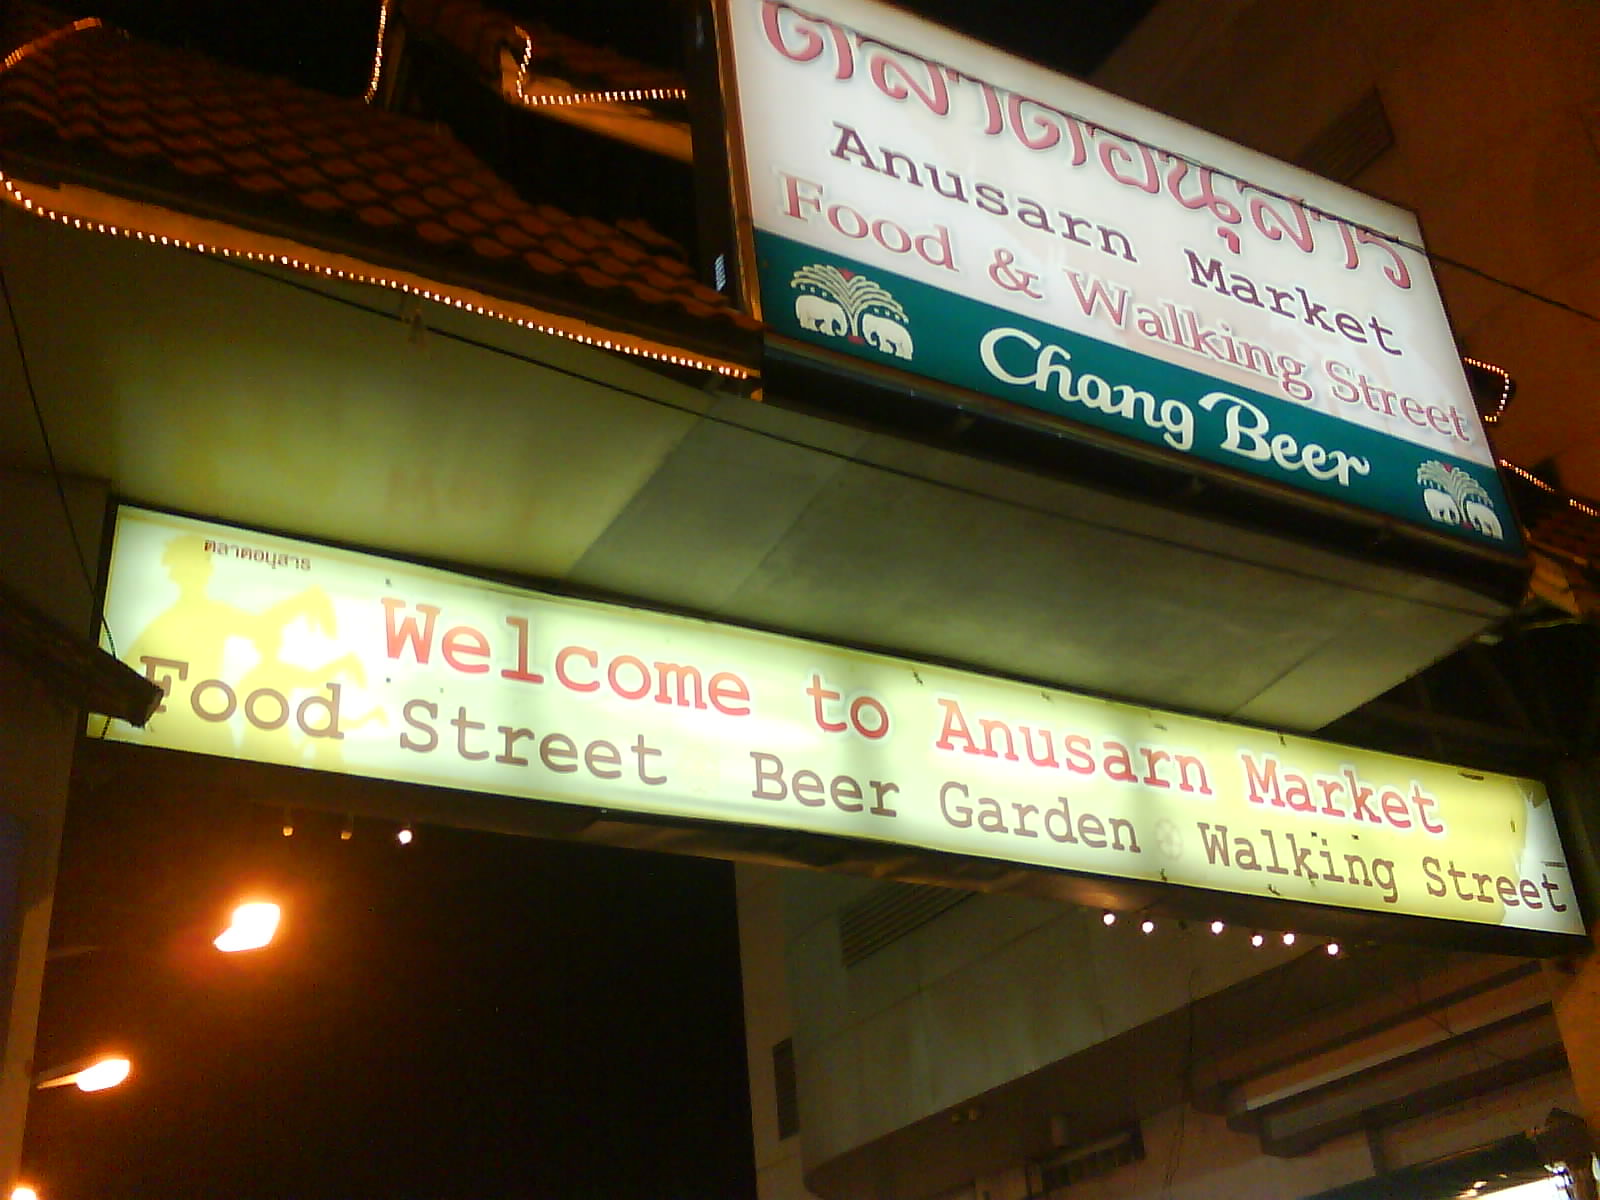 ตลาดอนุสาร
Anusarn Market
Food & Walking Street
Chang Beer
ตลาดอนุสาร
Welcome to Anusarn Market
Food Street Beer Garden Walking Street